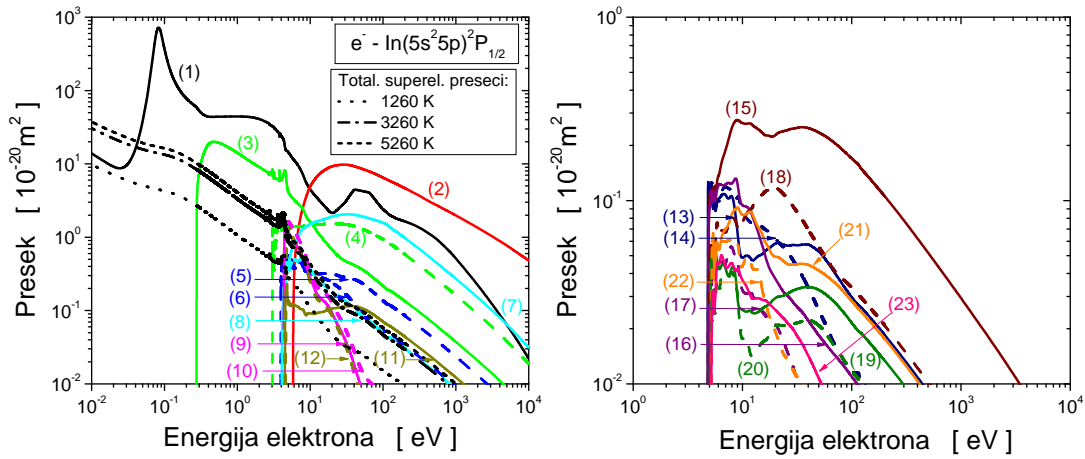 e⁻ - In(5s²5p)²P₁/₂
Total. superel. preseci:
1260 K
3260 K
5260 K
(1)
(2)
(3)
(4)
(5)
(6)
(7)
(8)
(9)
(10)
(11)
(12)
10³
10²
10¹
10⁰
10⁻¹
10⁻²
Presek [ 10⁻²⁰m² ]
10⁻² 10⁻¹ 10⁰ 10¹ 10² 10³ 10⁴
Energija elektrona [ eV ]
(15)
(18)
(13)
(14)
(21)
(22)
(17)
(23)
(16)
(19)
(20)
10⁰
10⁻¹
10⁻²
Presek [ 10⁻²⁰ m² ]
10⁰ 10¹ 10² 10³ 10⁴
Energija elektrona [ eV ]